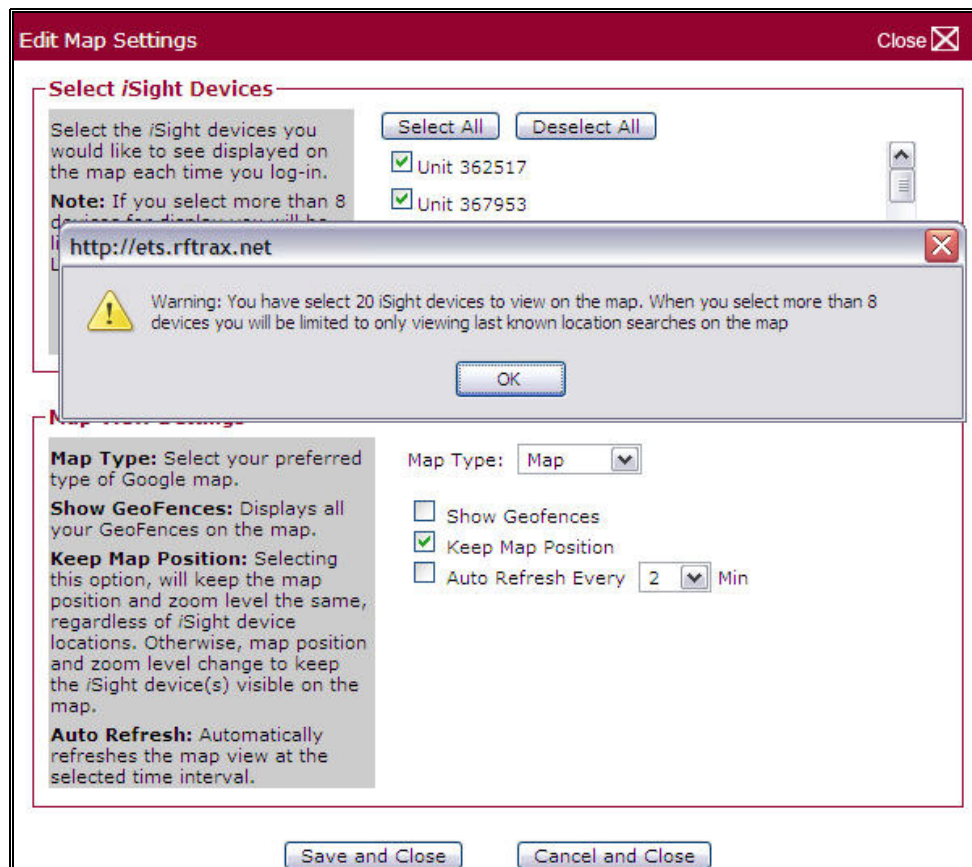 Edit Map Settings
Close
Select iSight Devices
Select the iSight devices you
would like to see displayed on
the map each time you log-in.
Note: If you select more than 8
Select All
Deselect All
Unit 362517
Unit 367953
http://ets.rftrax.net
Warning: You have select 20 iSight devices to view on the map. When you select more than 8
devices you will be limited to only viewing last known location searches on the map
OK
Map View Settings
Map Type: Select your preferred
type of Google map.
Show GeoFences: Displays all
your GeoFences on the map.
Keep Map Position: Selecting
this option, will keep the map
position and zoom level the same,
regardless of iSight device
locations. Otherwise, map position
and zoom level change to keep
the iSight device(s) visible on the
map.
Auto Refresh: Automatically
refreshes the map view at the
selected time interval.
Map Type: Map
Show Geofences
Keep Map Position
Auto Refresh Every 2 Min
Save and Close
Cancel and Close